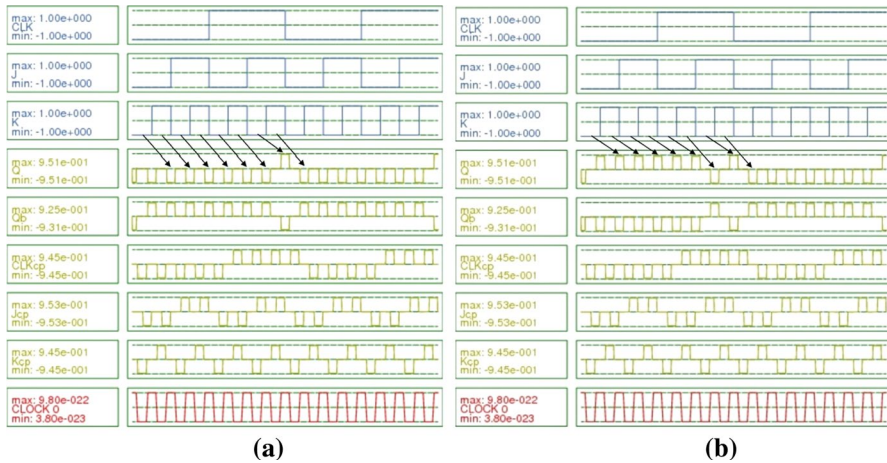 max: 1.00e+000
CLK
min: -1.00e+000
max: 1.00e+000
J
min: -1.00e+000
max: 1.00e+000
K
min: -1.00e+000
max: 9.51e-001
Q
min: -9.51e-001
max: 9.25e-001
Qb
min: -9.31e-001
max: 9.45e-001
CLKcp
min: -9.45e-001
max: 9.53e-001
Jcp
min: -9.53e-001
max: 9.45e-001
Kcp
min: -9.45e-001
max: 9.80e-022
CLOCK 0
min: 3.80e-023
(a)
max: 1.00e+000
CLK
min: -1.00e+000
max: 1.00e+000
J
min: -1.00e+000
max: 1.00e+000
K
min: -1.00e+000
max: 9.51e-001
Q
min: -9.51e-001
max: 9.25e-001
Qb
min: -9.31e-001
max: 9.45e-001
CLKcp
min: -9.45e-001
max: 9.53e-001
Jcp
min: -9.53e-001
max: 9.45e-001
Kcp
min: -9.45e-001
max: 9.80e-022
CLOCK 0
min: 3.80e-023
(b)